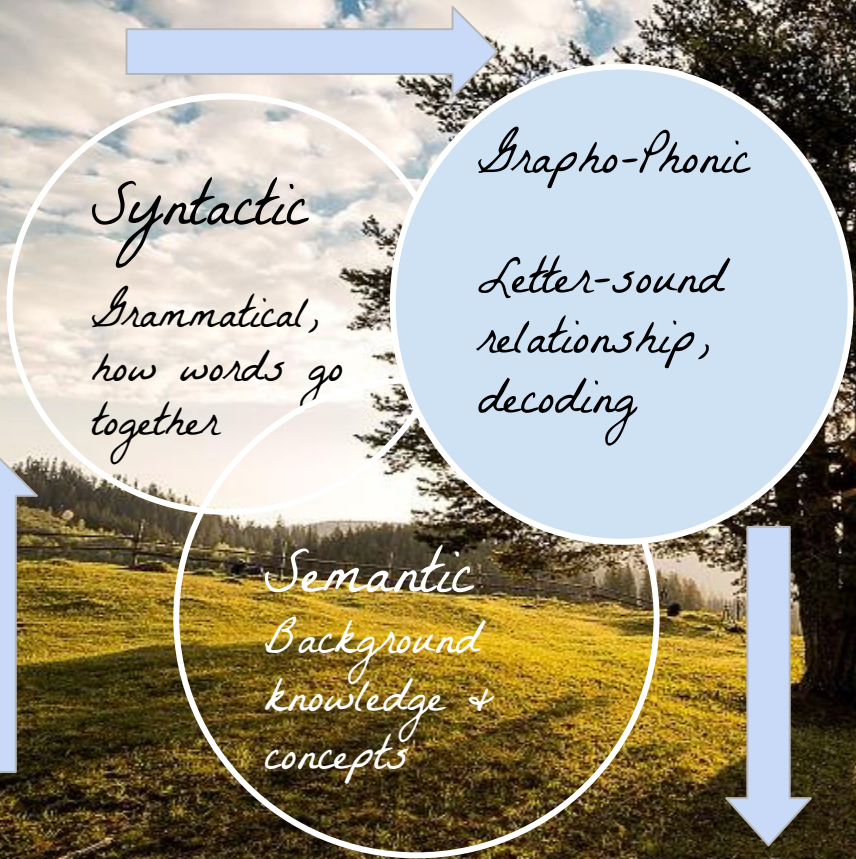 Syntactic
Grammatical,
how words go
together
Grapho-Phonic
Letter-sound
relationship,
decoding
Semantic
Background
knowledge &
concepts